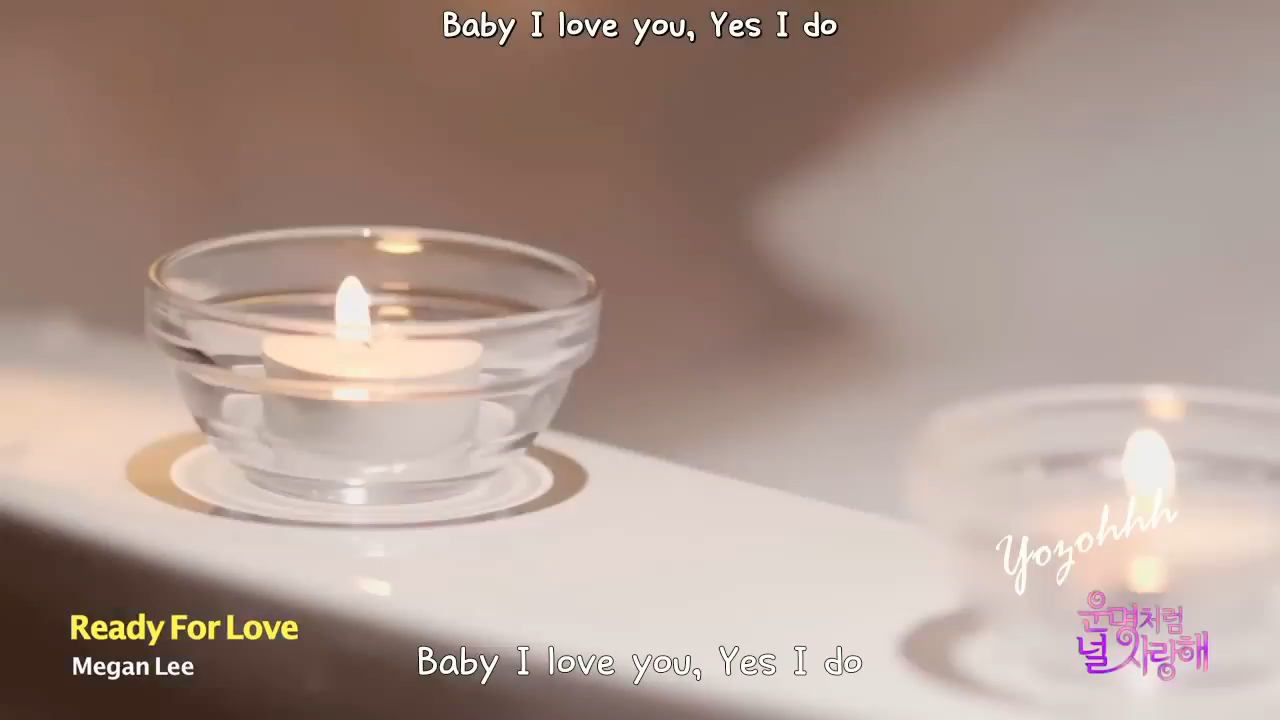 Baby I love you, Yes I do
Yozohhh
Ready For Love
Megan Lee
Baby I love you, Yes I do
운명처럼
널 사랑해